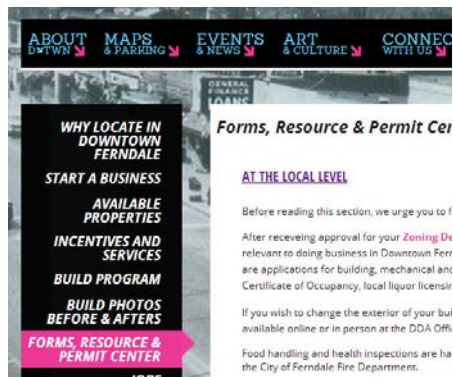 ABOUT MAPS EVENTS ART CONNEC
D TWN & PARKING & NEWS & CULTURE WITH US
GENERAL
FINANCE
LOANS
WHY LOCATE IN
DOWNTOWN
FERNDALE
START A BUSINESS
AVAILABLE
PROPERTIES
INCENTIVES AND
SERVICES
BUILD PROGRAM
BUILD PHOTOS
BEFORE & AFTERS
FORMS, RESOURCE &
PERMIT CENTER
Forms, Resource & Permit Cen
AT THE LOCAL LEVEL
Before reading this section, we urge you to f
After receveing approval for your Zoning De
relevant to doing business in Downtown Fern
are applications for building, mechanical and
Certificate of Occupancy, local liquor licensin
If you wish to change the exterior of your bui
available online or in person at the DDA Offi
Food handling and health inspections are ha
the City of Ferndale Fire Department.